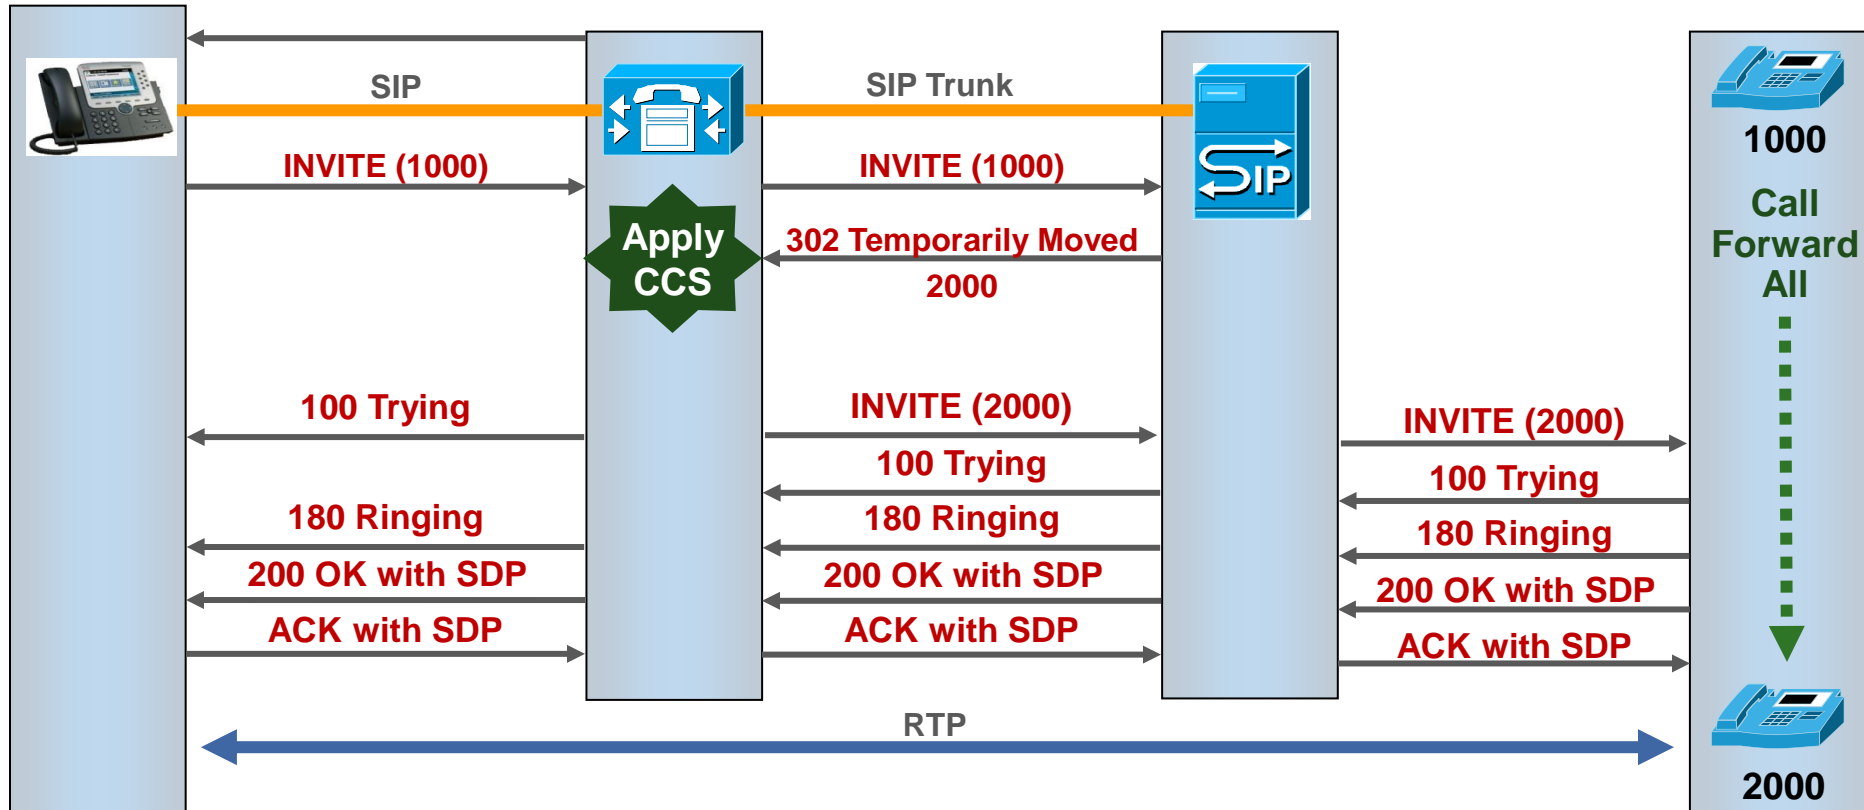 SIP
SIP Trunk
1000
INVITE (1000)
INVITE (1000)
SIP
Call
Forward
All
Apply
CCS
302 Temporarily Moved
2000
100 Trying
INVITE (2000)
INVITE (2000)
100 Trying
100 Trying
180 Ringing
180 Ringing
180 Ringing
200 OK with SDP
200 OK with SDP
200 OK with SDP
ACK with SDP
ACK with SDP
ACK with SDP
RTP
2000